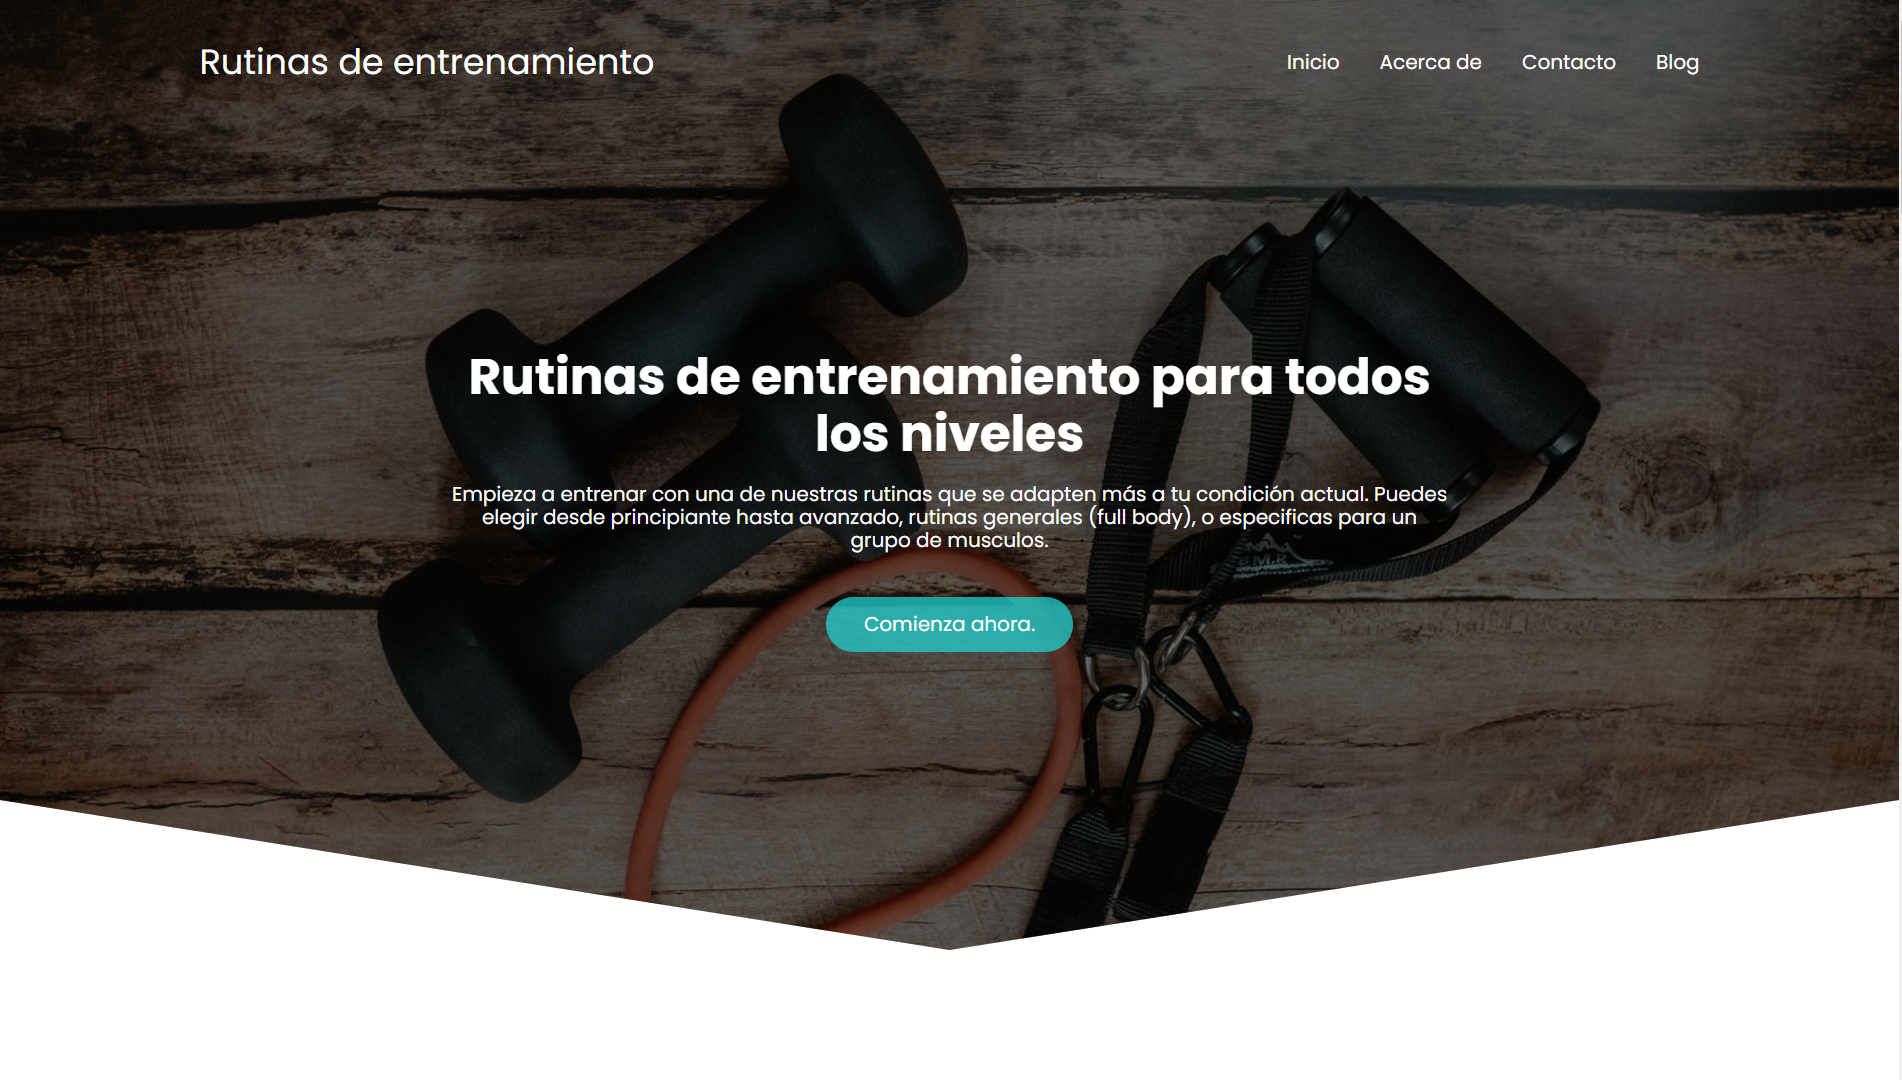 Rutinas de entrenamiento
Inicio Acerca de Contacto Blog
Rutinas de entrenamiento para todos
los niveles
Empieza a entrenar con una de nuestras rutinas que se adapten más a tu condición actual. Puedes
elegir desde principiante hasta avanzado, rutinas generales (full body), o especificas para un
grupo de musculos.
Comienza ahora.